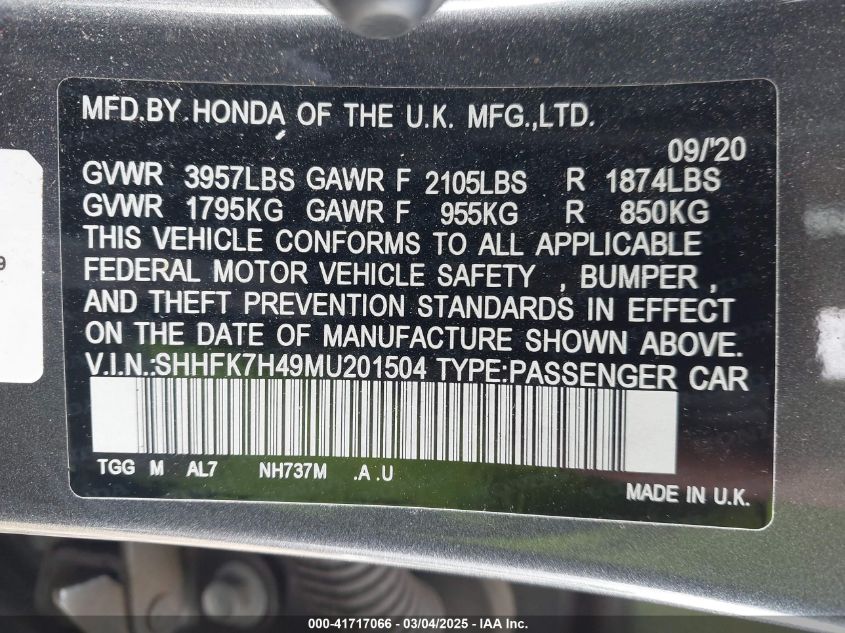 MFD.BY.HONDA OF THE U.K. MFG.,LTD.
09/'20
GVWR 3957LBS GAWR F 2105LBS R 1874LBS
GVWR 1795KG GAWR F 955KG R 850KG
THIS VEHICLE CONFORMS TO ALL APPLICABLE
FEDERAL MOTOR VEHICLE SAFETY , BUMPER ,
AND THEFT PREVENTION STANDARDS IN EFFECT
ON THE DATE OF MANUFACTURE SHOWN ABOVE.
V.I.N.:SHHFK7H49MU201504 TYPE:PASSENGER CAR
TGG M AL7 NH737M .A .U
MADE IN U.K.
9
000-41717066 - 03/04/2025 - IAA Inc.